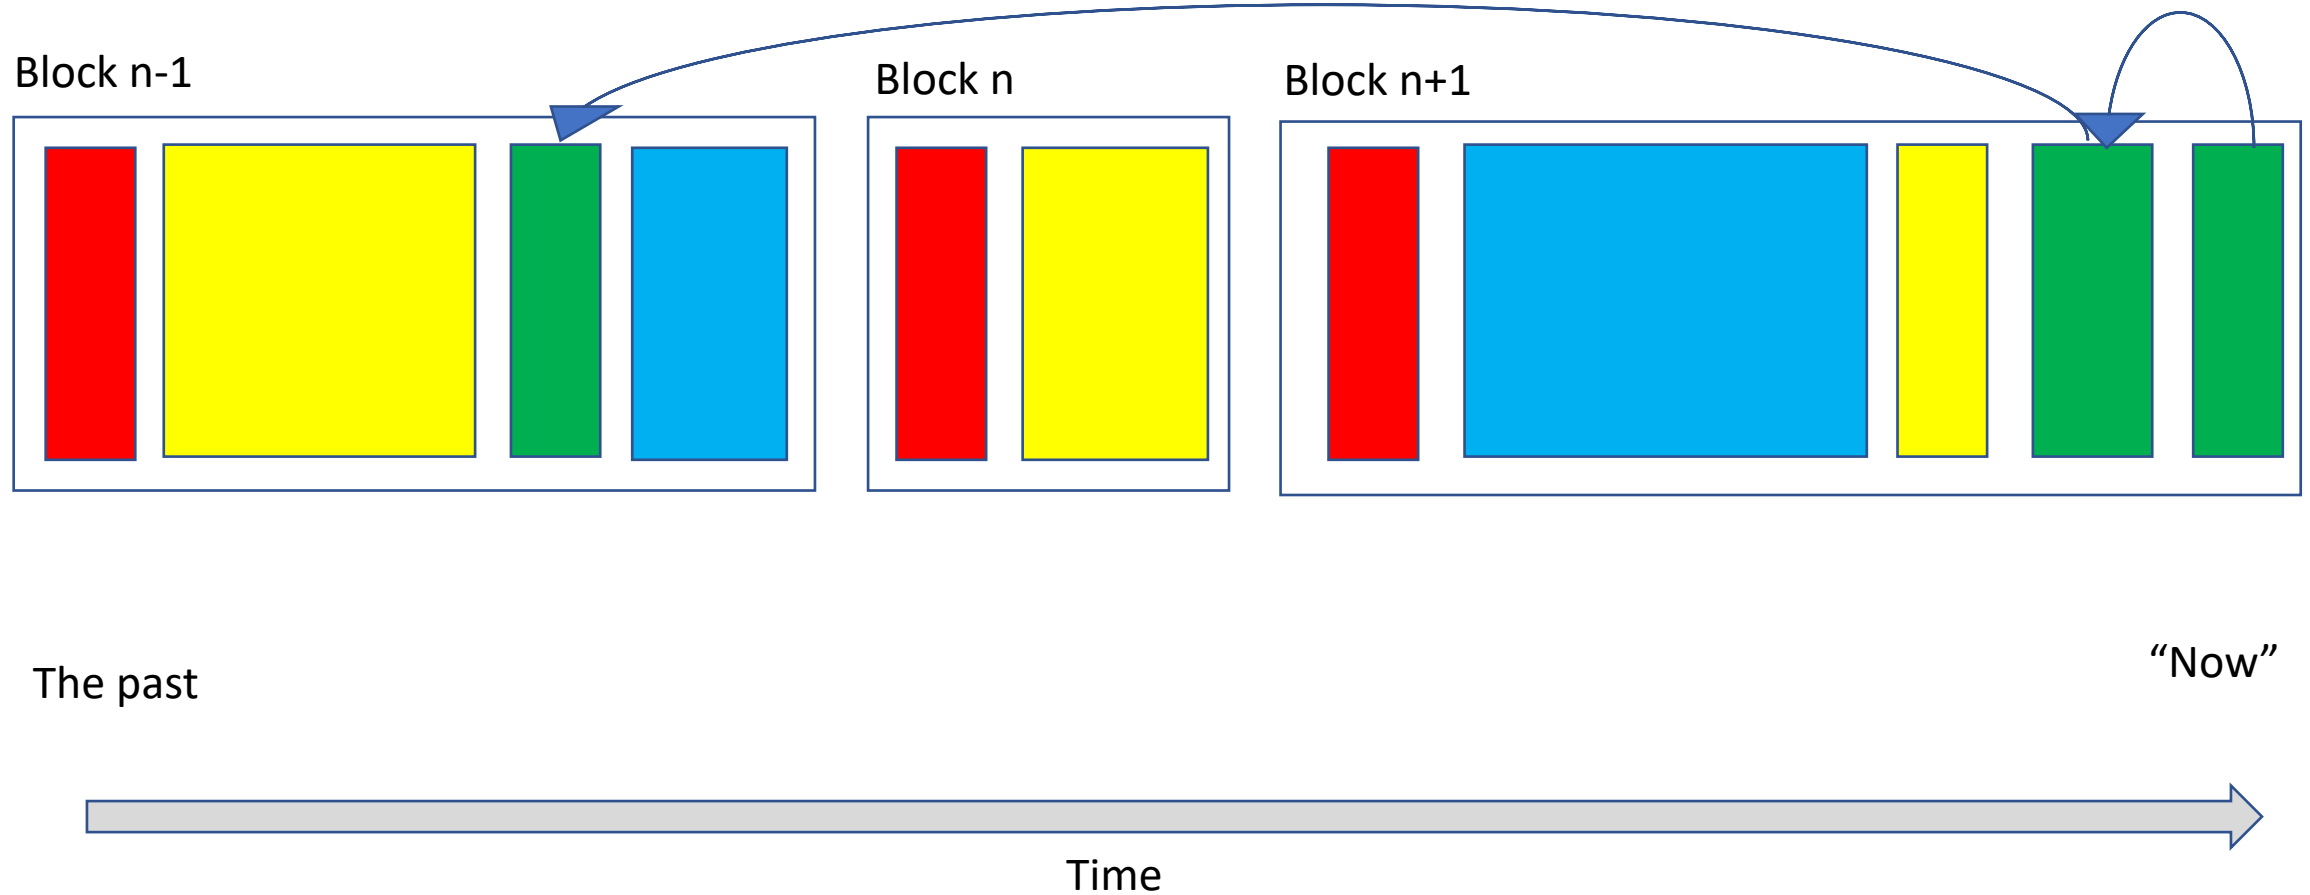 Block n-1
Block n
Block n+1
The past
“Now”
Time